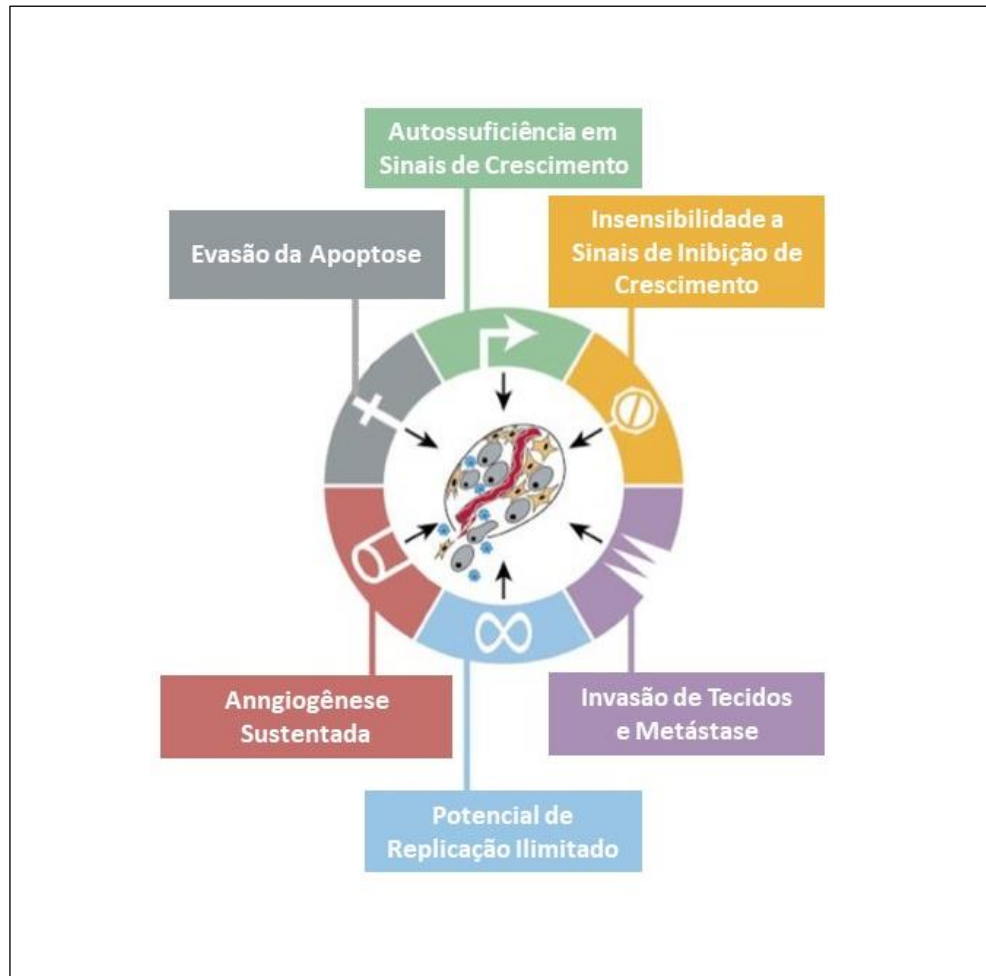 Autossuficiência em
Sinais de Crescimento
Evasão da Apoptose
Insensibilidade a
Sinais de Inibição de
Crescimento
Anngiogênese
Sustentada
Invasão de Tecidos
e Metástase
Potencial de
Replicação Ilimitado